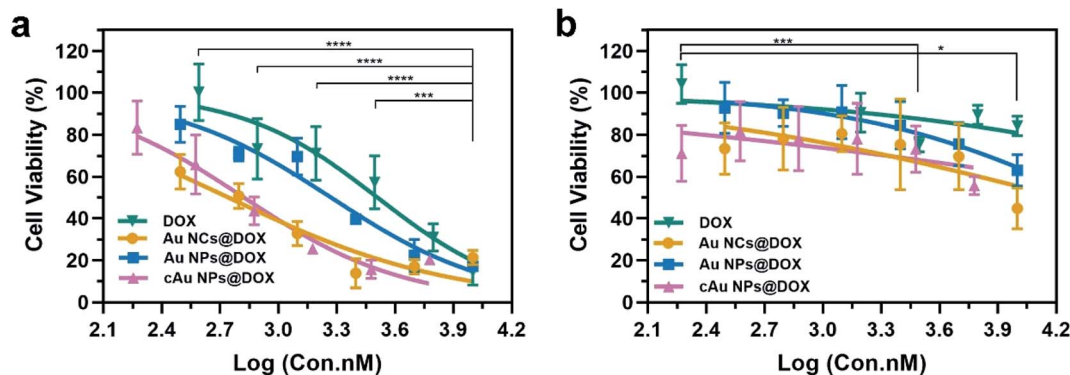 a
****
****
****
***
Cell Viability (%)
120
100
80
60
40
20
0
DOX
Au NCs@DOX
Au NPs@DOX
cAu NPs@DOX
2.1 2.4 2.7 3.0 3.3 3.6 3.9 4.2
Log (Con.nM)
b
***
*
Cell Viability (%)
120
100
80
60
40
20
0
DOX
Au NCs@DOX
Au NPs@DOX
cAu NPs@DOX
2.1 2.4 2.7 3.0 3.3 3.6 3.9 4.2
Log (Con.nM)